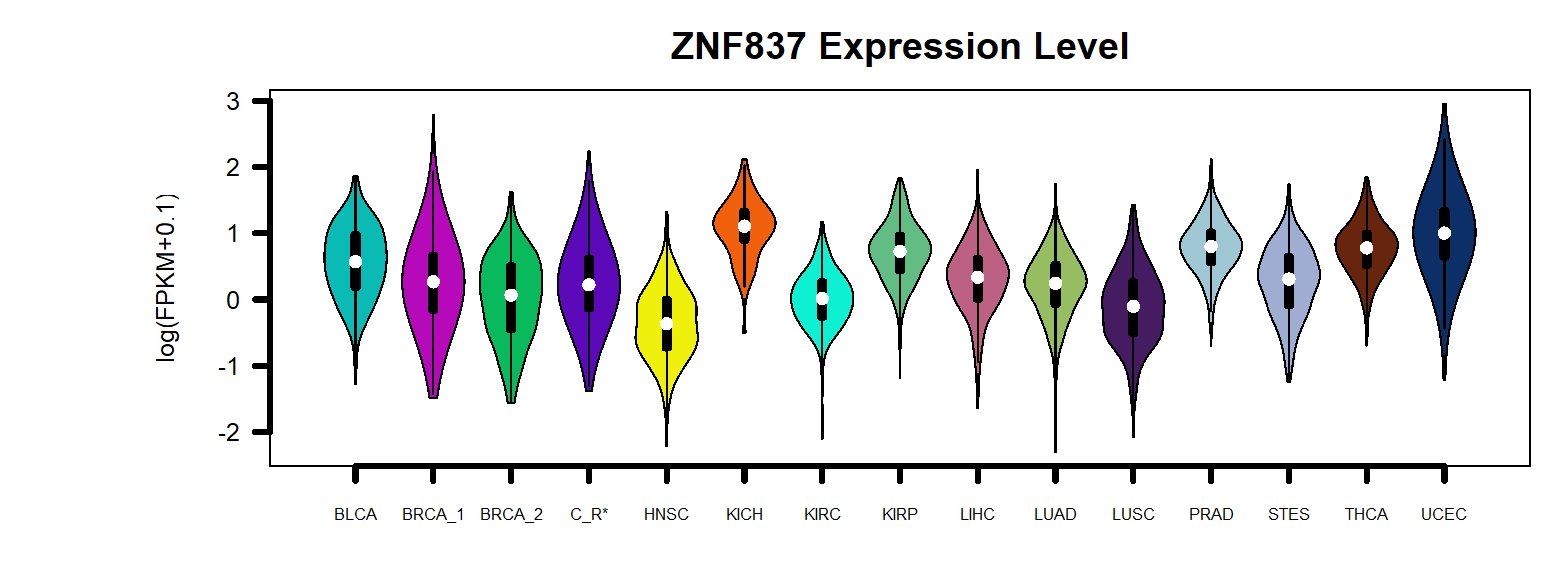 ZNF837 Expression Level
log(FPKM+0.1)
3
2
1
0
-1
-2
BLCA BRCA_1 BRCA_2 C_R* HNSC KICH KIRC KIRP LIHC LUAD LUSC PRAD STES THCA UCEC